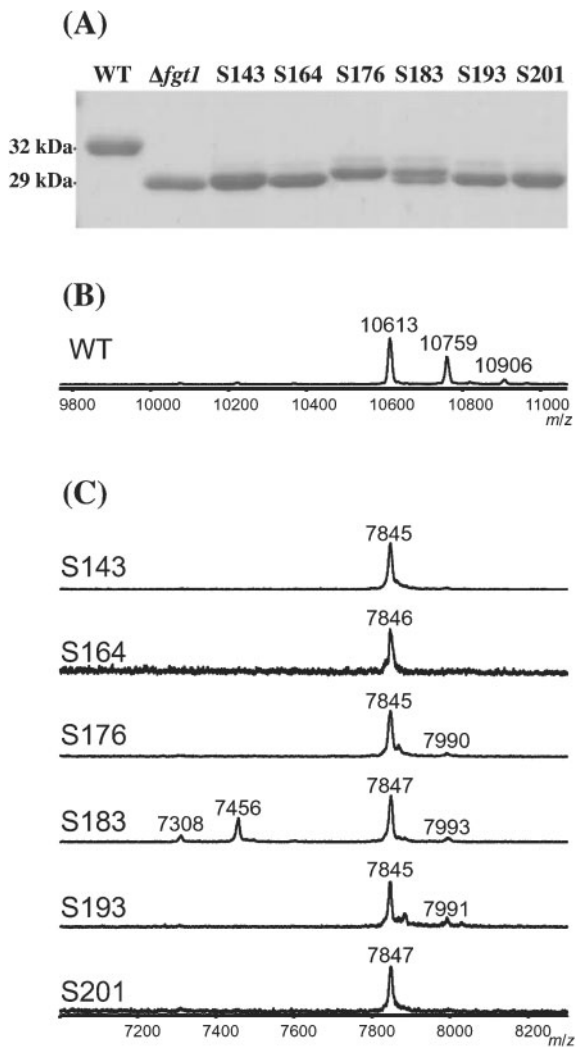 (A)
WT Δfgt1 S143 S164 S176 S183 S193 S201
32 kDa
29 kDa
(B)
WT
10613
10759
10906
9800 10000 10200 10400 10600 10800 11000
m/z
(C)
S143
7845
S164
7846
S176
7845
7990
S183
7308
7456
7847
7993
S193
7845
7991
S201
7847
7200 7400 7600 7800 8000 8200
m/z